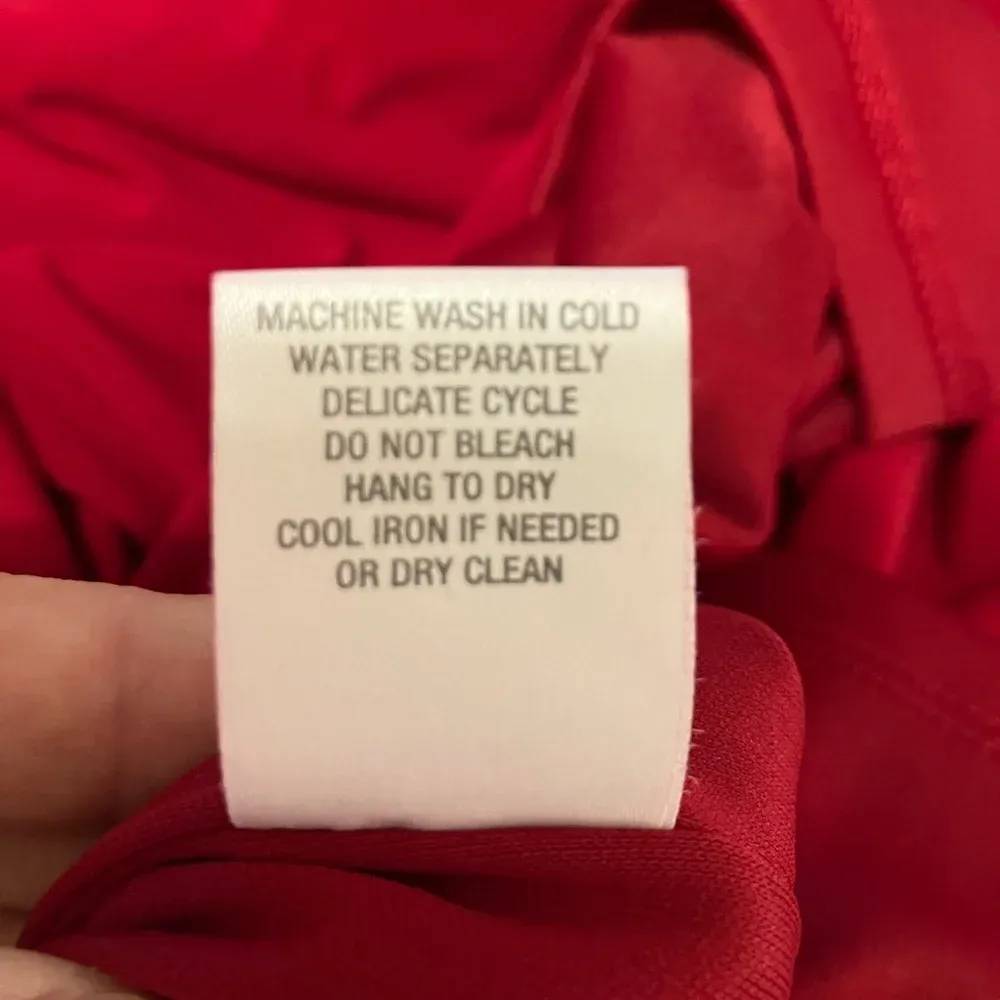 MACHINE WASH IN COLD
WATER SEPARATELY
DELICATE CYCLE
DO NOT BLEACH
HANG TO DRY
COOL IRON IF NEEDED
OR DRY CLEAN